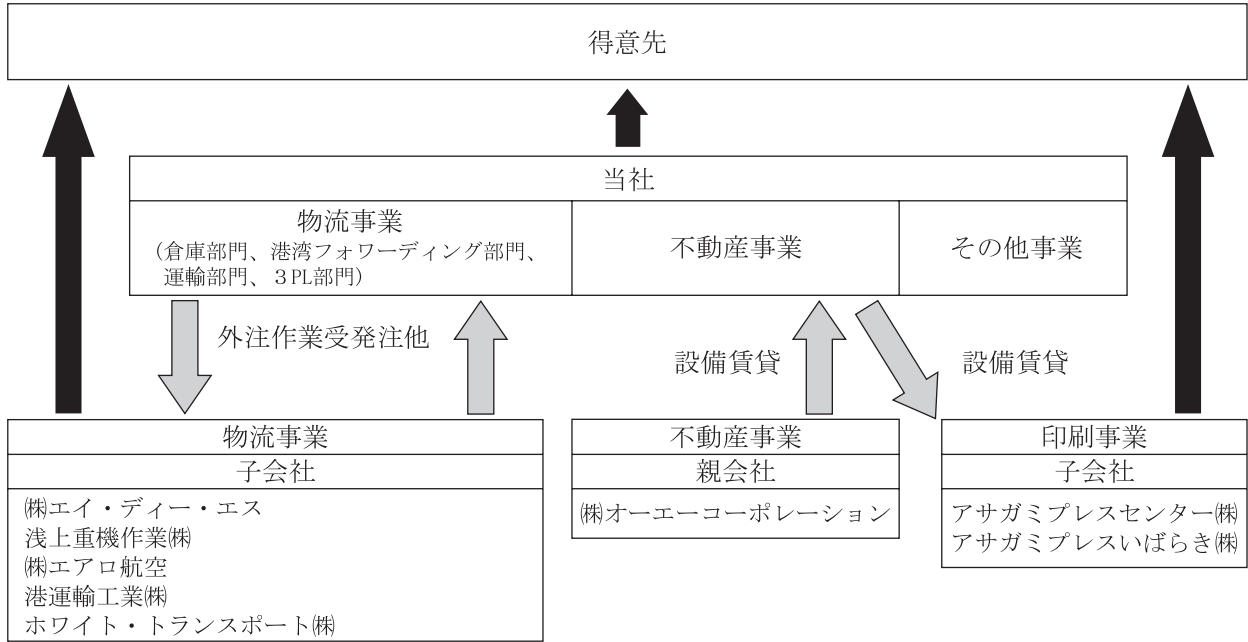 得意先
当社
物流事業
（倉庫部門、港湾フォワーディング部門、
運輸部門、３PL部門）
不動産事業
その他事業
外注作業受発注他
設備賃貸
設備賃貸
物流事業
子会社
㈱エイ・ディー・エス
浅上重機作業㈱
㈱エアロ航空
港運輸工業㈱
ホワイト・トランスポート㈱
不動産事業
親会社
㈱オーエーコーポレーション
印刷事業
子会社
アサガミプレスセンター㈱
アサガミプレスいばらき㈱